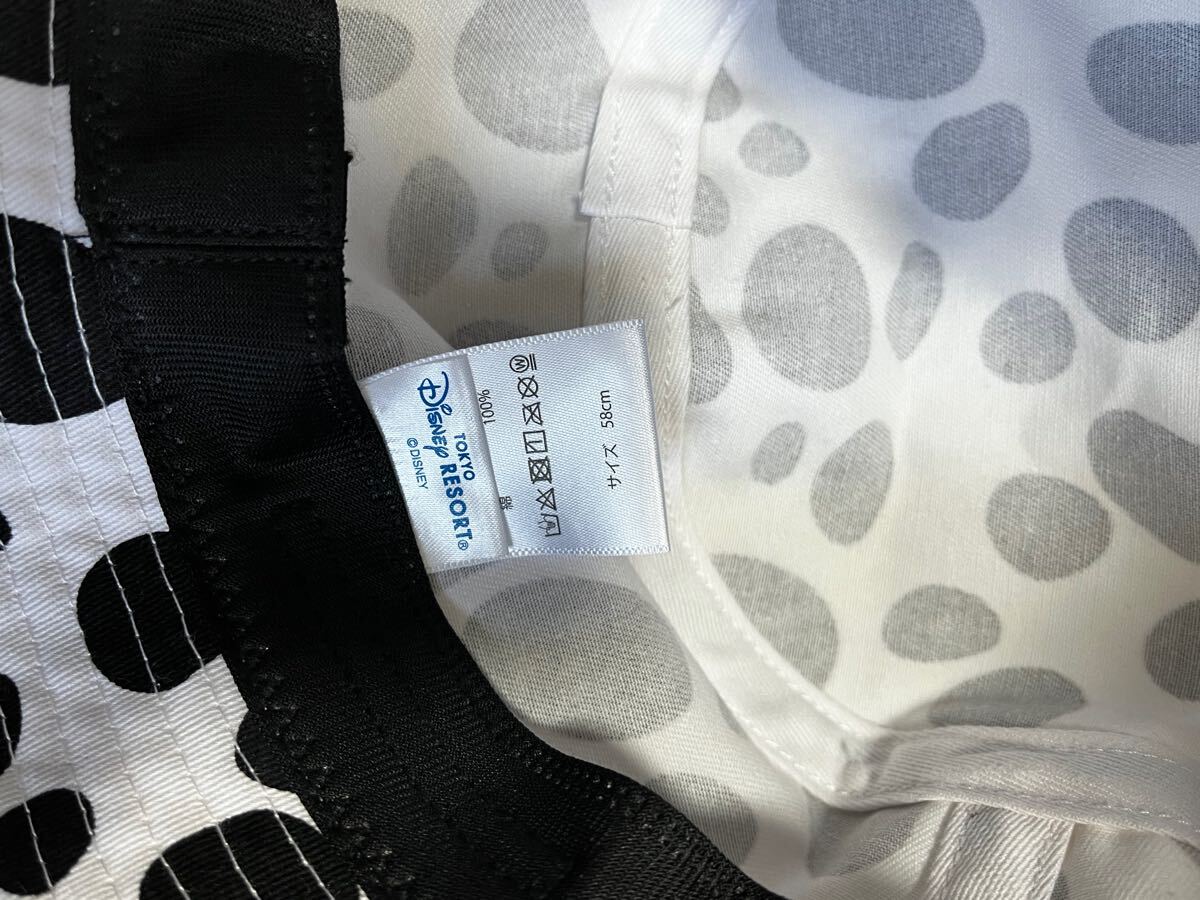 TOKYO
DISNEY RESORT®
©DISNEY
綿 100%
サイズ 58cm